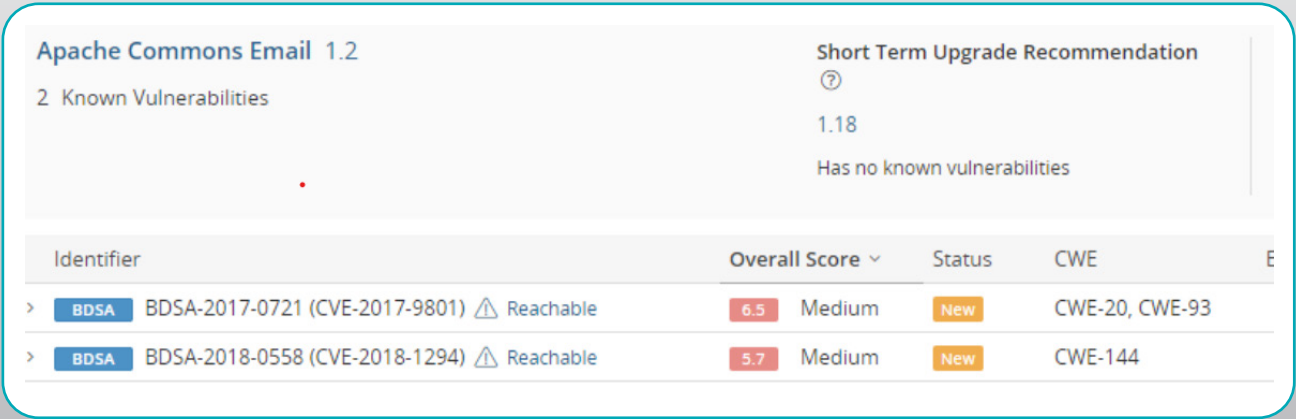 Apache Commons Email 1.2
2 Known Vulnerabilities
Short Term Upgrade Recommendation
?
1.18
Has no known vulnerabilities
Identifier Overall Score Status CWE E
BDSA BDSA-2017-0721 (CVE-2017-9801) Reachable 6.5 Medium New CWE-20, CWE-93
BDSA BDSA-2018-0558 (CVE-2018-1294) Reachable 5.7 Medium New CWE-144